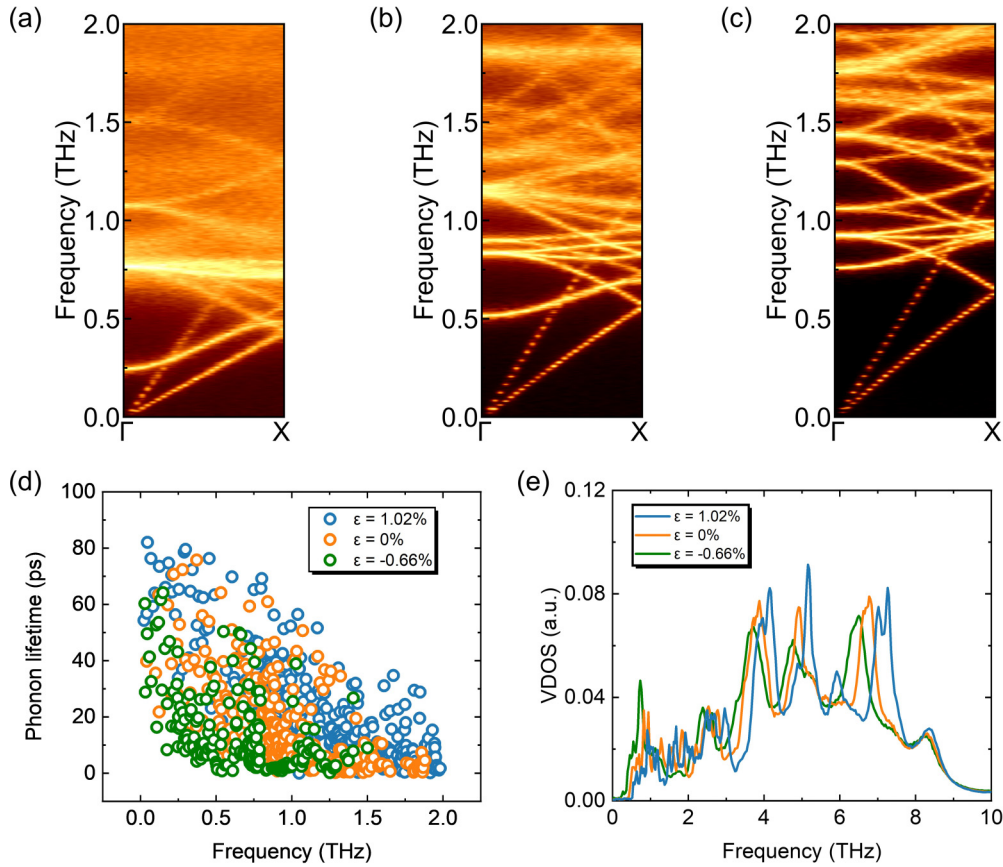 (a)
2.0
1.5
1.0
0.5
0.0
Frequency (THz)
Γ
X
(b)
2.0
1.5
1.0
0.5
0.0
Frequency (THz)
Γ
X
(c)
2.0
1.5
1.0
0.5
0.0
Frequency (THz)
Γ
X
(d)
100
80
60
40
20
0
Phonon lifetime (ps)
ε = 1.02%
ε = 0%
ε = -0.66%
0.0 0.5 1.0 1.5 2.0
Frequency (THz)
(e)
0.12
0.08
0.04
0.00
VDOS (a.u.)
ε = 1.02%
ε = 0%
ε = -0.66%
0 2 4 6 8 10
Frequency (THz)